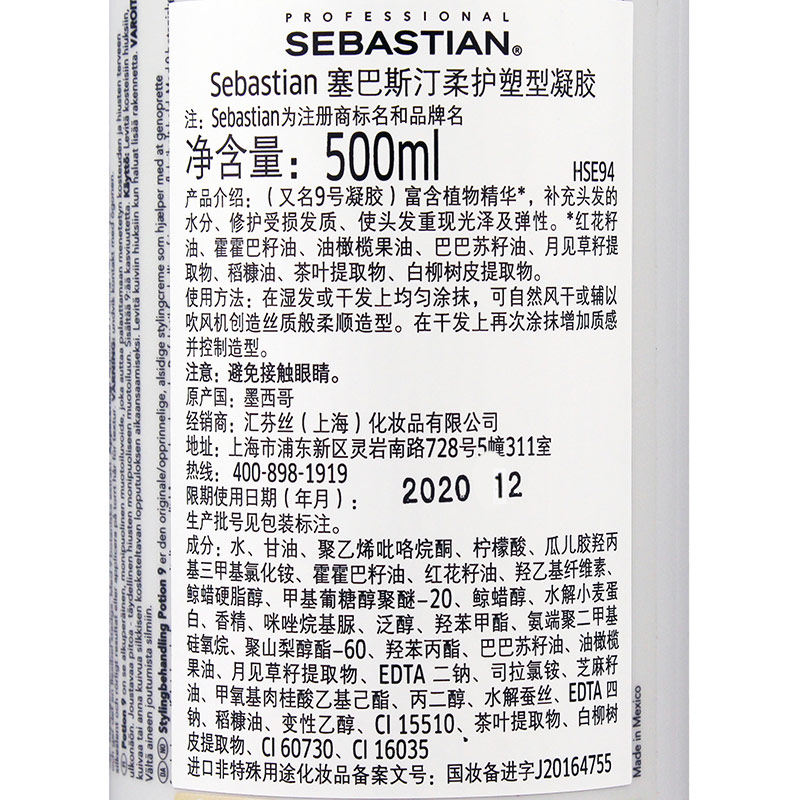 PROFESSIONAL
SEBASTIAN®
Sebastian 塞巴斯汀柔护塑型凝胶
注：Sebastian为注册商标名和品牌名
净含量：500ml
HSE94
产品介绍：（又名9号凝胶）富含植物精华*，补充头发的
水分、修护受损发质、使头发重现光泽及弹性。*红花籽
油、霍霍巴籽油、油橄榄果油、巴巴苏籽油、月见草籽提
取物、稻糠油、茶叶提取物、白柳树皮提取物。
使用方法：在湿发或干发上均匀涂抹，可自然风干或辅以
吹风机创造丝质般柔顺造型。在干发上再次涂抹增加质感
并控制造型。
注意：避免接触眼睛。
原产国：墨西哥
经销商：汇芬丝（上海）化妆品有限公司
地址：上海市浦东新区灵岩南路728号5幢311室
热线：400-898-1919
限期使用日期（年月）：2020 12
生产批号见包装标注。
成分：水、甘油、聚乙烯吡咯烷酮、柠檬酸、瓜儿胶羟丙
基三甲基氯化铵、霍霍巴籽油、红花籽油、羟乙基纤维素、
鲸蜡硬脂醇、甲基葡糖醇聚醚-20、鲸蜡醇、水解小麦蛋
白、香精、咪唑烷基脲、泛醇、羟苯甲酯、氨端聚二甲基
硅氧烷、聚山梨醇酯-60、羟苯丙酯、巴巴苏籽油、油橄榄
果油、月见草籽提取物、EDTA 二钠、司拉氯铵、芝麻籽
油、甲氧基肉桂酸乙基己酯、丙二醇、水解蚕丝、EDTA 四
钠、稻糠油、变性乙醇、CI 15510、茶叶提取物、白柳树
皮提取物、CI 60730、CI 16035
进口非特殊用途化妆品备案文号：国妆备进字J20164755
Made in Mexico
Stylingbehandling Potion 9 er den originale/opprinnelige, alsidige stylingcreme som hjælper med at genoprette